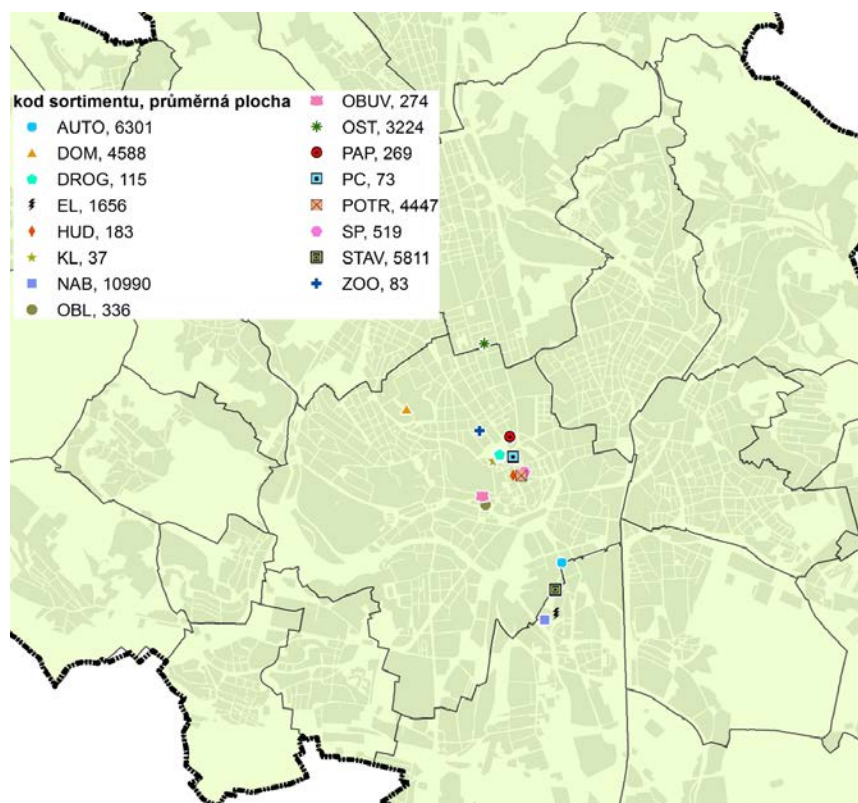 kod sortimentu, průměrná plocha
AUTO, 6301
DOM, 4588
DROG, 115
EL, 1656
HUD, 183
KL, 37
NAB, 10990
OBL, 336
OBUV, 274
OST, 3224
PAP, 269
PC, 73
POTR, 4447
SP, 519
STAV, 5811
ZOO, 83